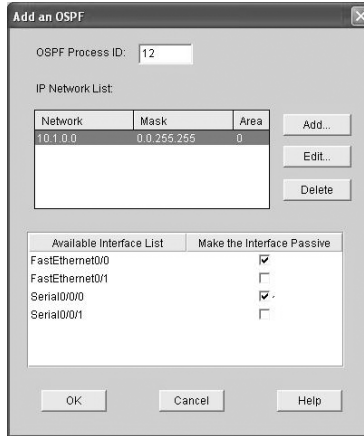 Add an OSPF
OSPF Process ID: 12
IP Network List:
Network Mask Area
10.1.0.0 0.0.255.255 0
Add...
Edit...
Delete
Available Interface List Make the Interface Passive
FastEthernet0/0
FastEthernet0/1
Serial0/0/0
Serial0/0/1
OK Cancel Help